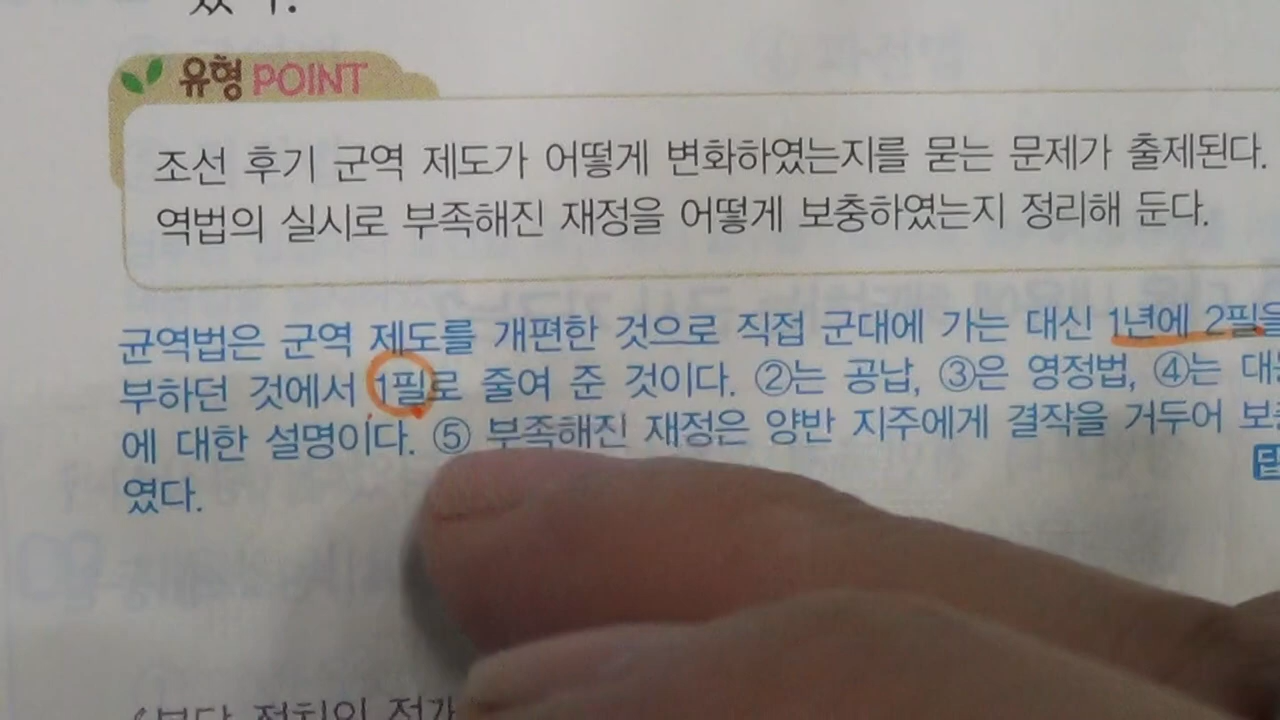 유형 POINT
조선 후기 군역 제도가 어떻게 변화하였는지를 묻는 문제가 출제된다.
역법의 실시로 부족해진 재정을 어떻게 보충하였는지 정리해 둔다.
균역법은 군역 제도를 개편한 것으로 직접 군대에 가는 대신 1년에 2필을
부하던 것에서 1필로 줄여 준 것이다. ②는 공납, ③은 영정법, ④는
에 대한 설명이다. ⑤ 부족해진 재정은 양반 지주에게 결작을 거두어
였다.